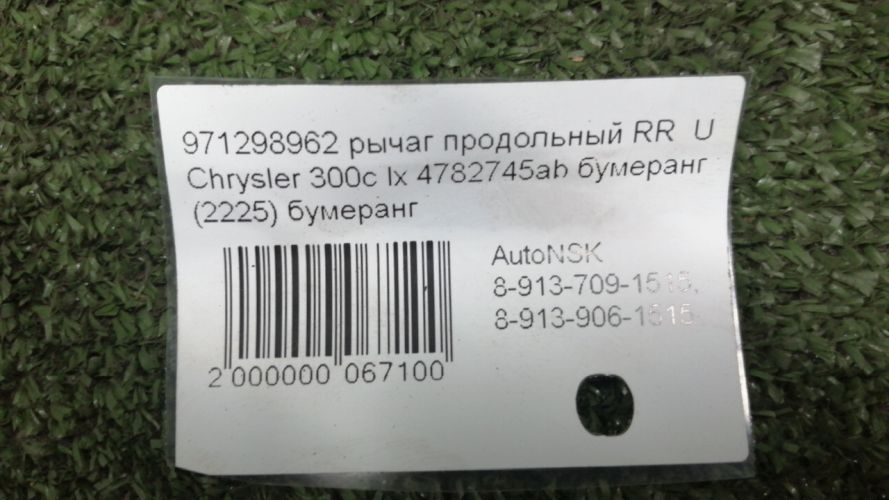 971298962 рычаг продольный RR U
Chrysler 300c lx 4782745ab бумеранг
(2225) бумеранг
AutoNSK
8-913-709-1515,
8-913-906-1515
2 000000 067100